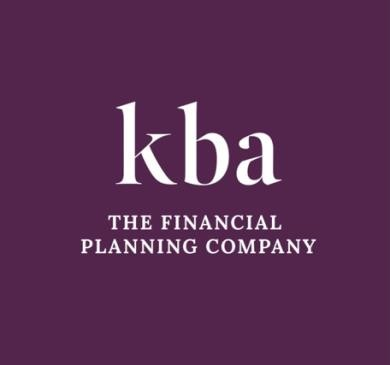 kba
THE FINANCIAL
PLANNING COMPANY